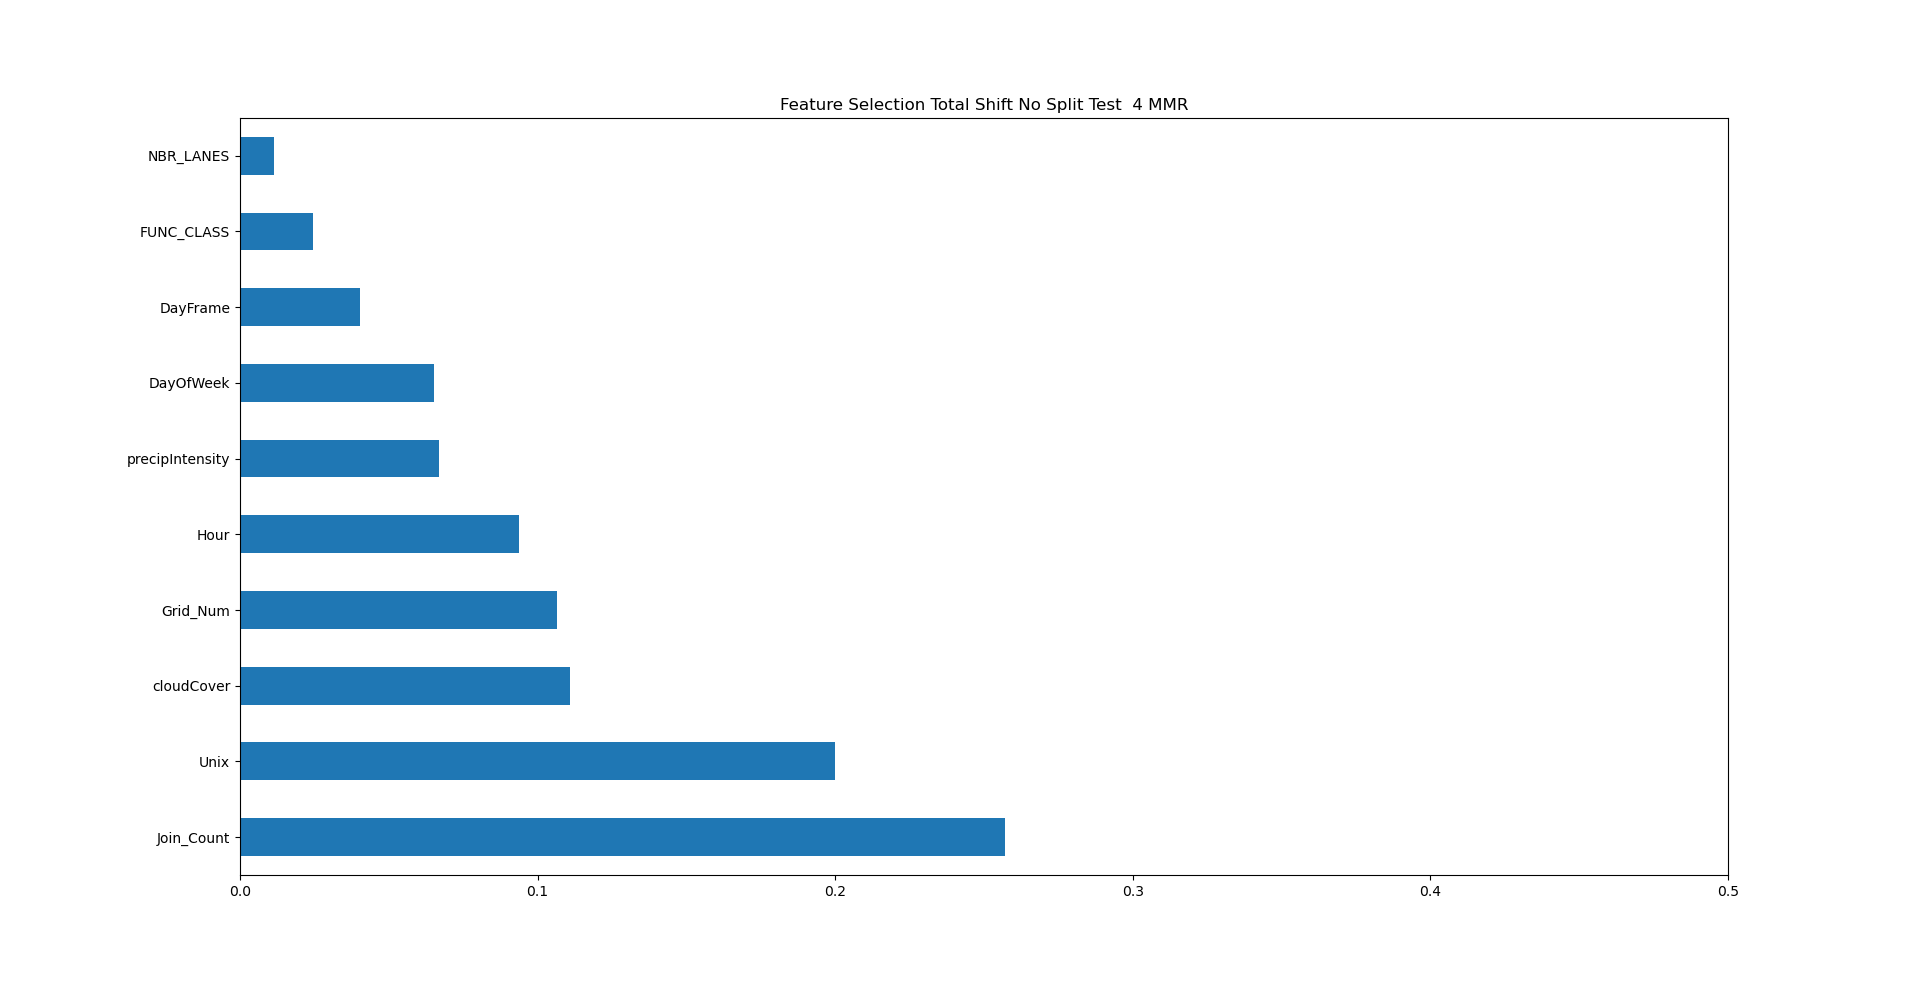 Feature Selection Total Shift No Split Test  4 MMR
NBR_LANES
FUNC_CLASS
DayFrame
DayOfWeek
precipIntensity
Hour
Grid_Num
cloudCover
Unix
Join_Count
0.0 0.1 0.2 0.3 0.4 0.5